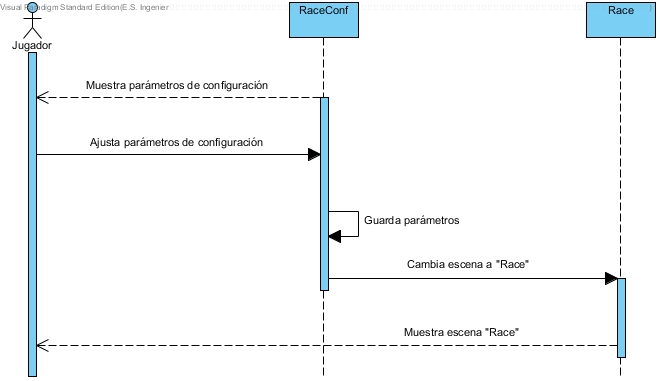 Visual Paradigm Standard Edition(E.S. Ingenier
RaceConf
Race
Jugador
Muestra parámetros de configuración
Ajusta parámetros de configuración
Guarda parámetros
Cambia escena a "Race"
Muestra escena "Race"